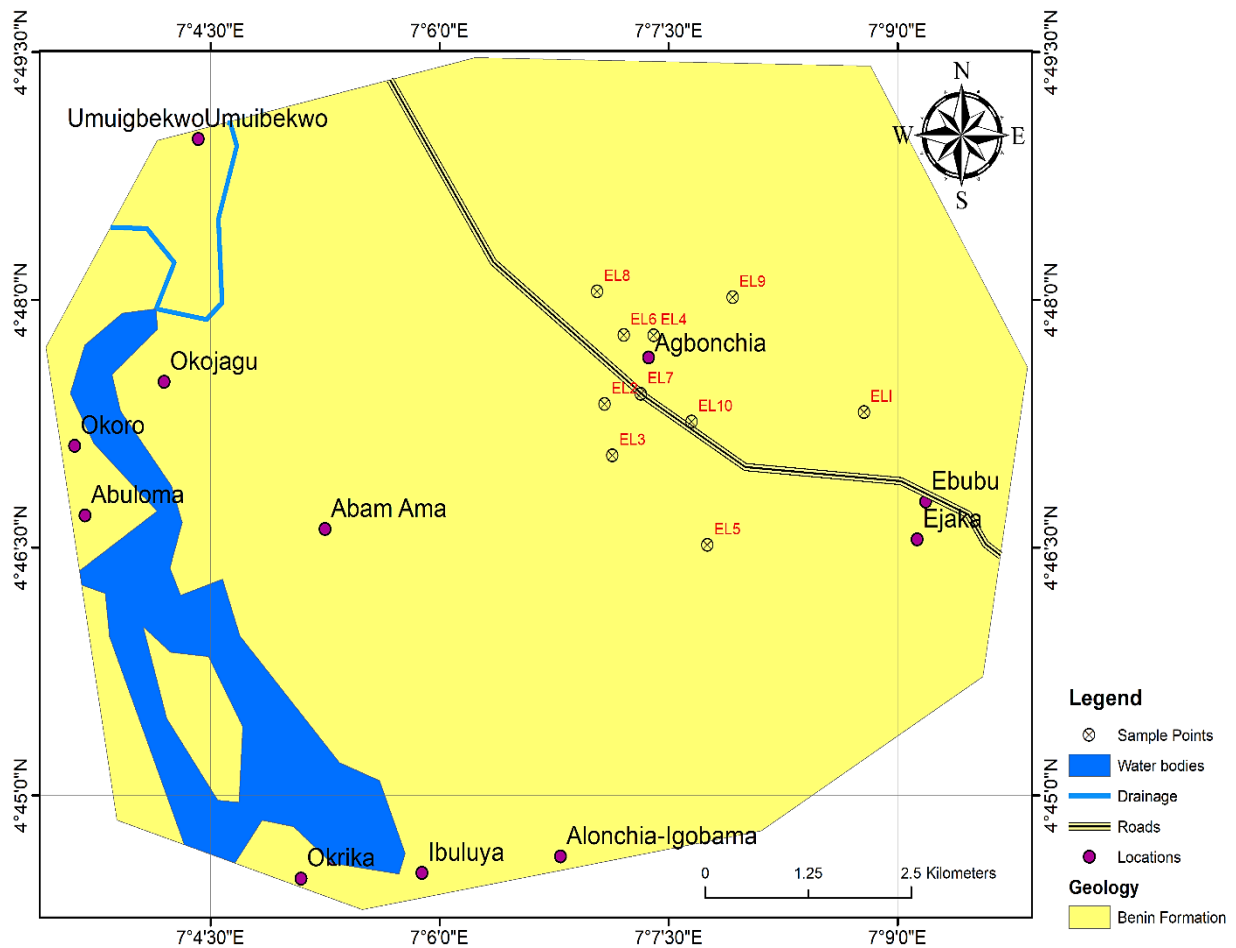 7°4'30"E 7°6'0"E 7°7'30"E 7°9'0"E
4°49'30"N 4°49'30"N
N
W E
S
UmuigbekwoUmuibekwo
EL8 EL9
4°48'0"N 4°48'0"N
EL6 EL4
Agbonchia
Okojagu
EL7
EL2
EL10 ELI
Okoro
EL3
Abuloma
Abam Ama
Ebubu
Ejaka
EL5
4°46'30"N 4°46'30"N
4°45'0"N 4°45'0"N
Okrika
Ibuluya
Alonchia-Igobama
0 1.25 2.5 Kilometers
7°4'30"E 7°6'0"E 7°7'30"E 7°9'0"E
Legend
Sample Points
Water bodies
Drainage
Roads
Locations
Geology
Benin Formation